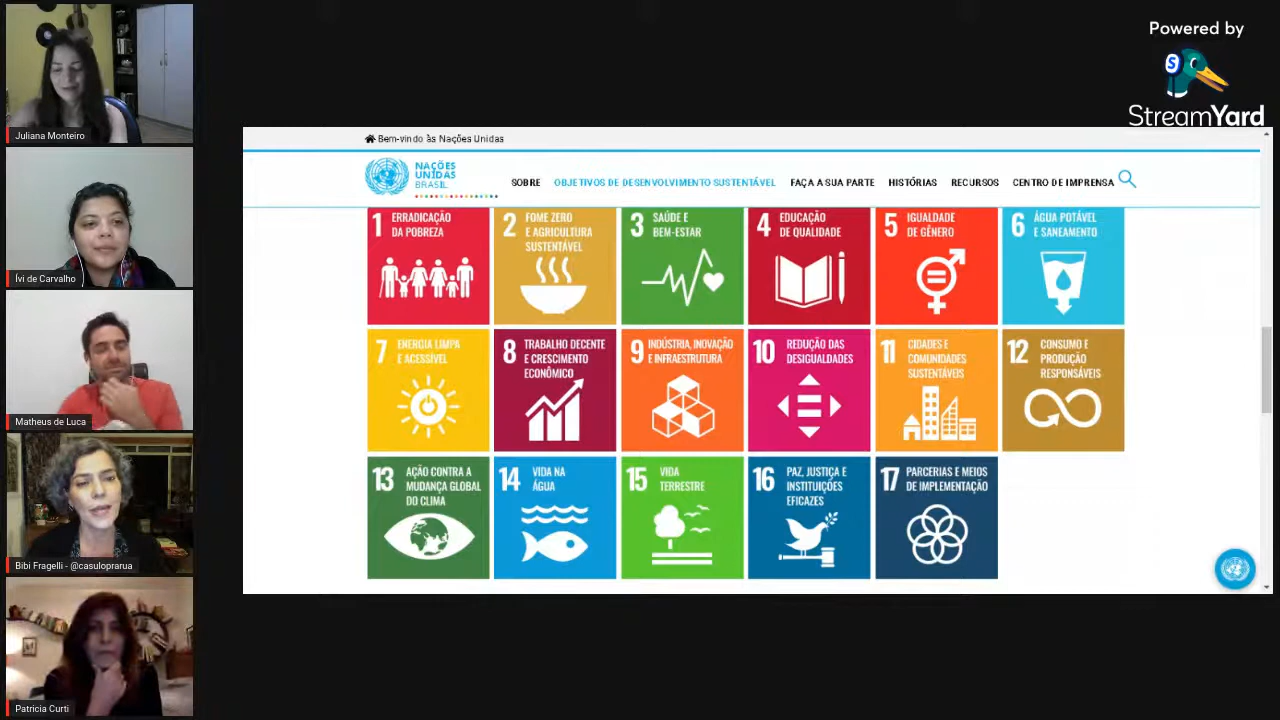 Powered by
StreamYard
Juliana Monteiro
Ívi de Carvalho
Matheus de Luca
Bibi Fragelli - @casuloprarua
Patrícia Curti
Bem-vindo às Nações Unidas
NAÇÕES
UNIDAS
BRASIL
SOBRE OBJETIVOS DE DESENVOLVIMENTO SUSTENTÁVEL FAÇA A SUA PARTE HISTÓRIAS RECURSOS CENTRO DE IMPRENSA
1 ERRADICAÇÃO
DA POBREZA
2 FOME ZERO
E AGRICULTURA
SUSTENTÁVEL
3 SAÚDE E
BEM-ESTAR
4 EDUCAÇÃO
DE QUALIDADE
5 IGUALDADE
DE GÊNERO
6 ÁGUA POTÁVEL
E SANEAMENTO
7 ENERGIA LIMPA
E ACESSÍVEL
8 TRABALHO DECENTE
E CRESCIMENTO
ECONÔMICO
9 INDÚSTRIA, INOVAÇÃO
E INFRAESTRUTURA
10 REDUÇÃO DAS
DESIGUALDADES
11 CIDADES E
COMUNIDADES
SUSTENTÁVEIS
12 CONSUMO E
PRODUÇÃO
RESPONSÁVEIS
13 AÇÃO CONTRA A
MUDANÇA GLOBAL
DO CLIMA
14 VIDA NA
ÁGUA
15 VIDA
TERRESTRE
16 PAZ, JUSTIÇA E
INSTITUIÇÕES
EFICAZES
17 PARCERIAS E MEIOS
DE IMPLEMENTAÇÃO